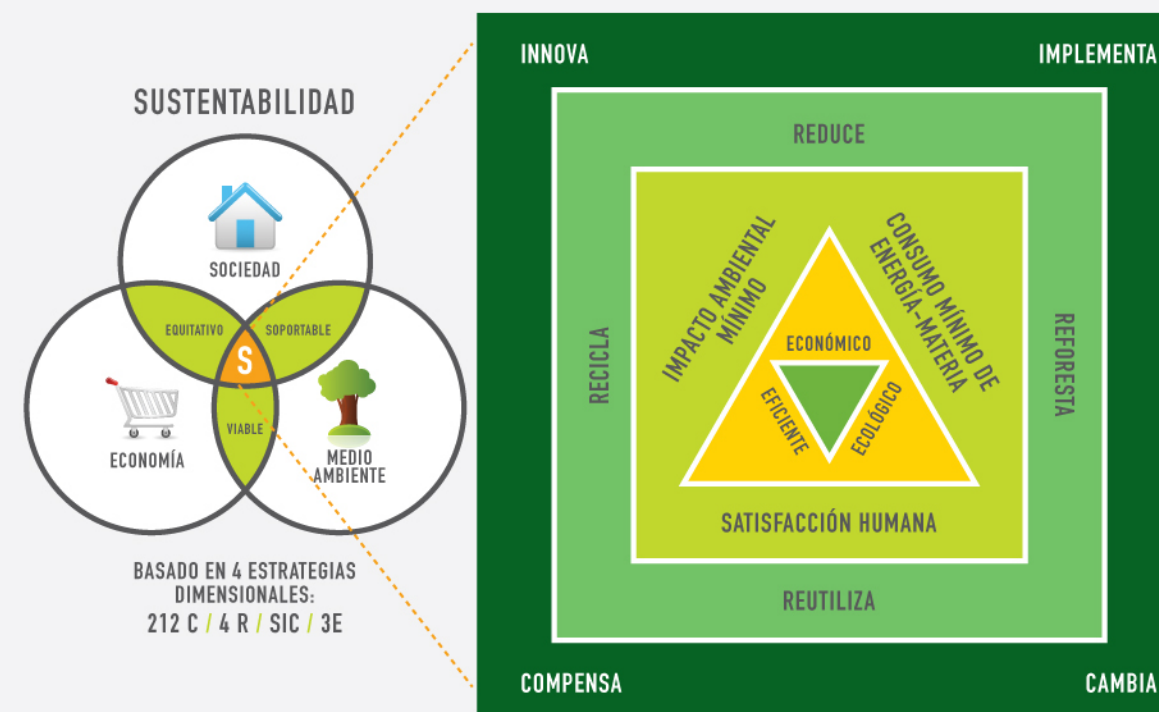 SUSTENTABILIDAD
SOCIEDAD
EQUITATIVO
SOPORTABLE
S
VIABLE
ECONOMÍA
MEDIO
AMBIENTE
BASADO EN 4 ESTRATEGIAS
DIMENSIONALES:
212 C / 4 R / SIC / 3E
INNOVA
IMPLEMENTA
REDUCE
RECICLA
REFORESTA
REUTILIZA
IMPACTO AMBIENTAL
MÍNIMO
CONSUMO MÍNIMO DE
ENERGÍA-MATERIA
SATISFACCIÓN HUMANA
ECONÓMICO
EFICIENTE
ECOLÓGICO
COMPENSA
CAMBIA